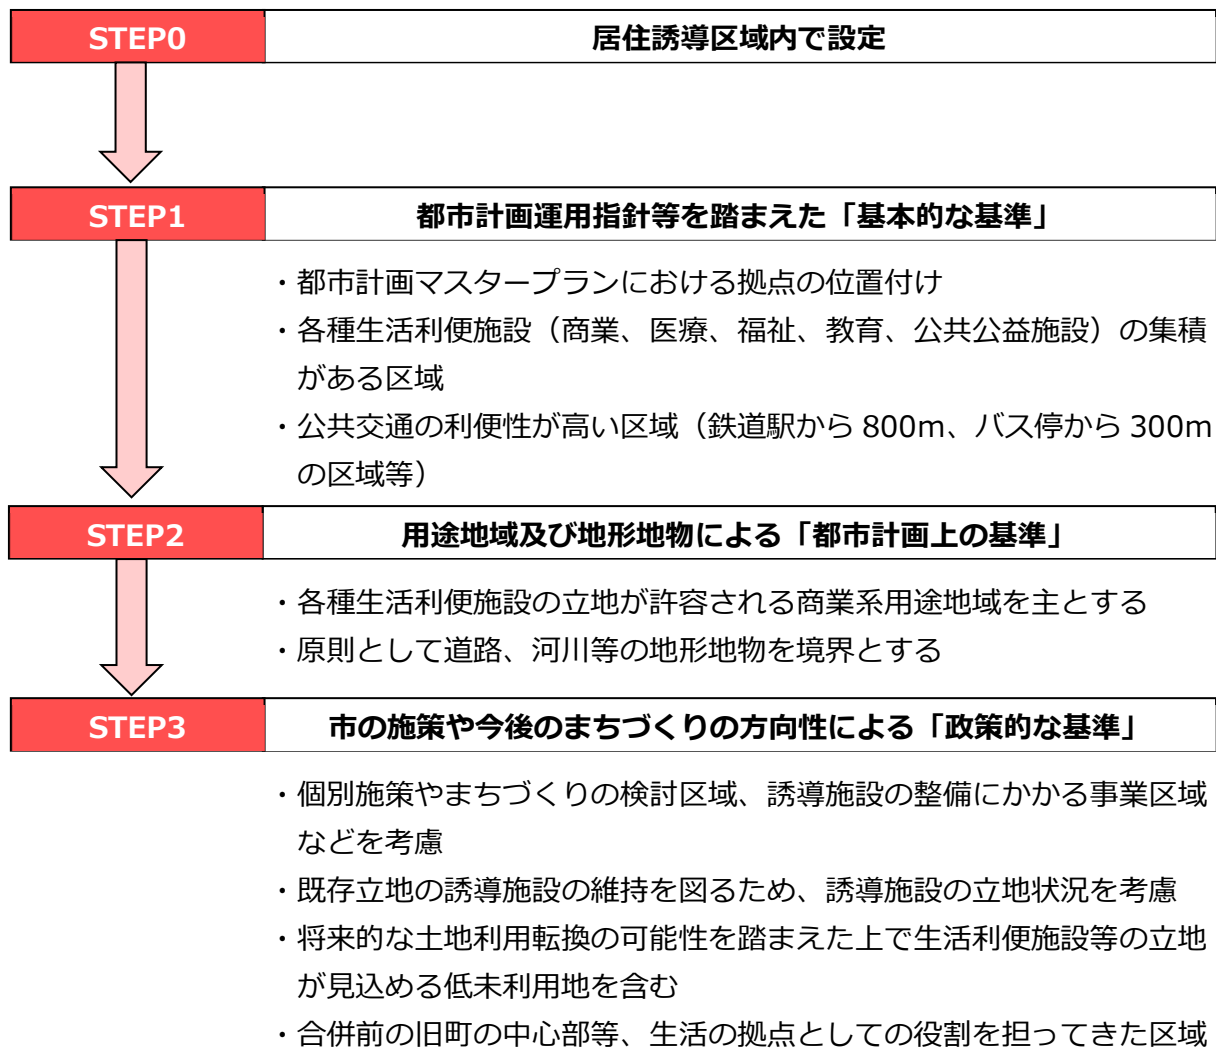 STEP0 居住誘導区域内で設定
STEP1 都市計画運用指針等を踏まえた「基本的な基準」
・都市計画マスタープランにおける拠点の位置付け
・各種生活利便施設（商業、医療、福祉、教育、公共公益施設）の集積
がある区域
・公共交通の利便性が高い区域（鉄道駅から 800m、バス停から 300m
の区域等）
STEP2 用途地域及び地形地物による「都市計画上の基準」
・各種生活利便施設の立地が許容される商業系用途地域を主とする
・原則として道路、河川等の地形地物を境界とする
STEP3 市の施策や今後のまちづくりの方向性による「政策的な基準」
・個別施策やまちづくりの検討区域、誘導施設の整備にかかる事業区域
などを考慮
・既存立地の誘導施設の維持を図るため、誘導施設の立地状況を考慮
・将来的な土地利用転換の可能性を踏まえた上で生活利便施設等の立地
が見込める低未利用地を含む
・合併前の旧町の中心部等、生活の拠点としての役割を担ってきた区域